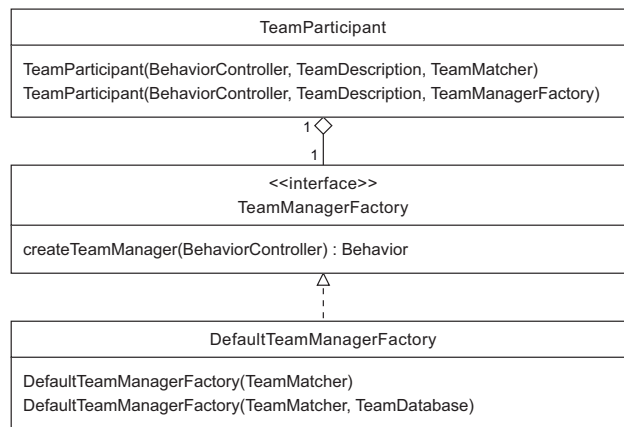 TeamParticipant
TeamParticipant(BehaviorController, TeamDescription, TeamMatcher)
TeamParticipant(BehaviorController, TeamDescription, TeamManagerFactory)
1
1
<<interface>>
TeamManagerFactory
createTeamManager(BehaviorController) : Behavior
DefaultTeamManagerFactory
DefaultTeamManagerFactory(TeamMatcher)
DefaultTeamManagerFactory(TeamMatcher, TeamDatabase)